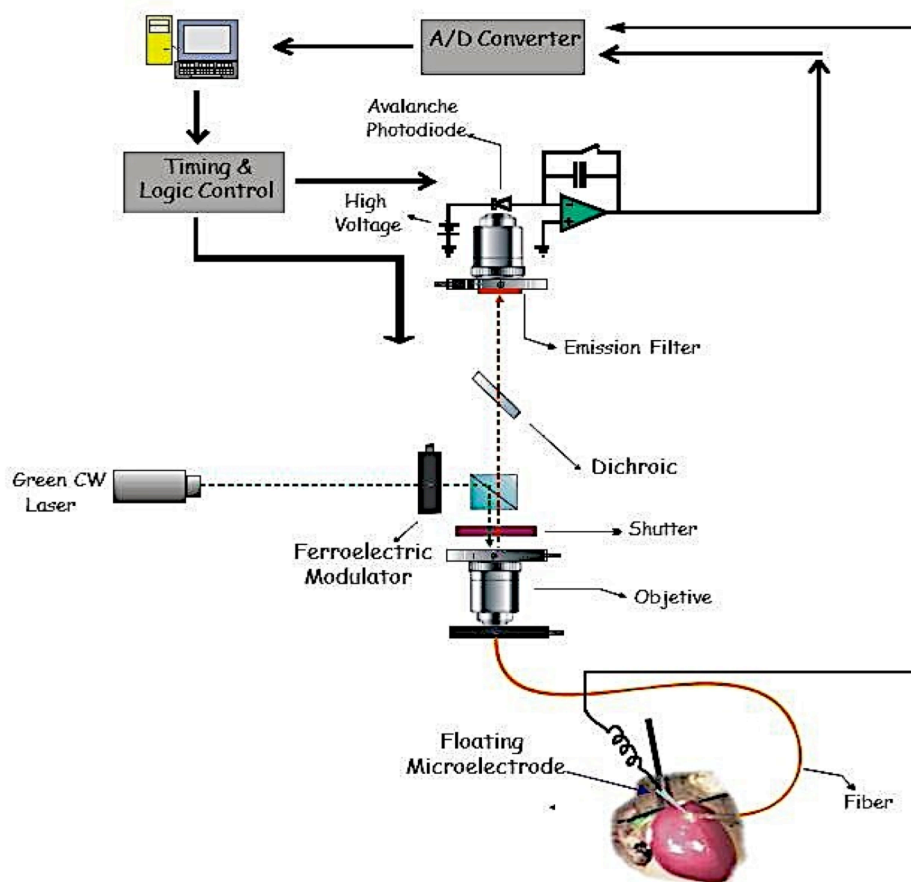 A/D Converter
Avalanche
Photodiode
Timing &
Logic Control
High
Voltage
Emission Filter
Dichroic
Green CW
Laser
Shutter
Ferroelectric
Modulator
Objetive
Floating
Microelectrode
Fiber